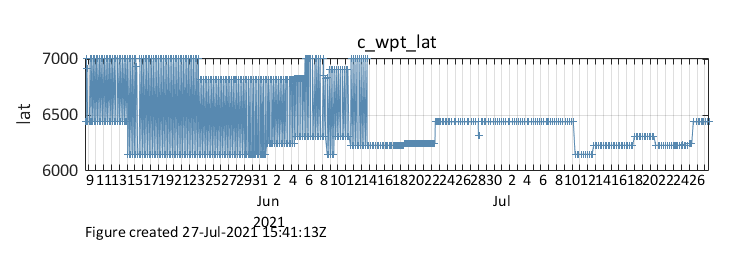 c_wpt_lat
7000
6500
6000
lat
9 11 13 15 17 19 21 23 25 27 29 31 2 4 6 8 10 12 14 16 18 20 22 24 26 28 30 2 4 6 8 10 12 14 16 18 20 22 24 26
Jun Jul
2021
Figure created 27-Jul-2021 15:41:13Z